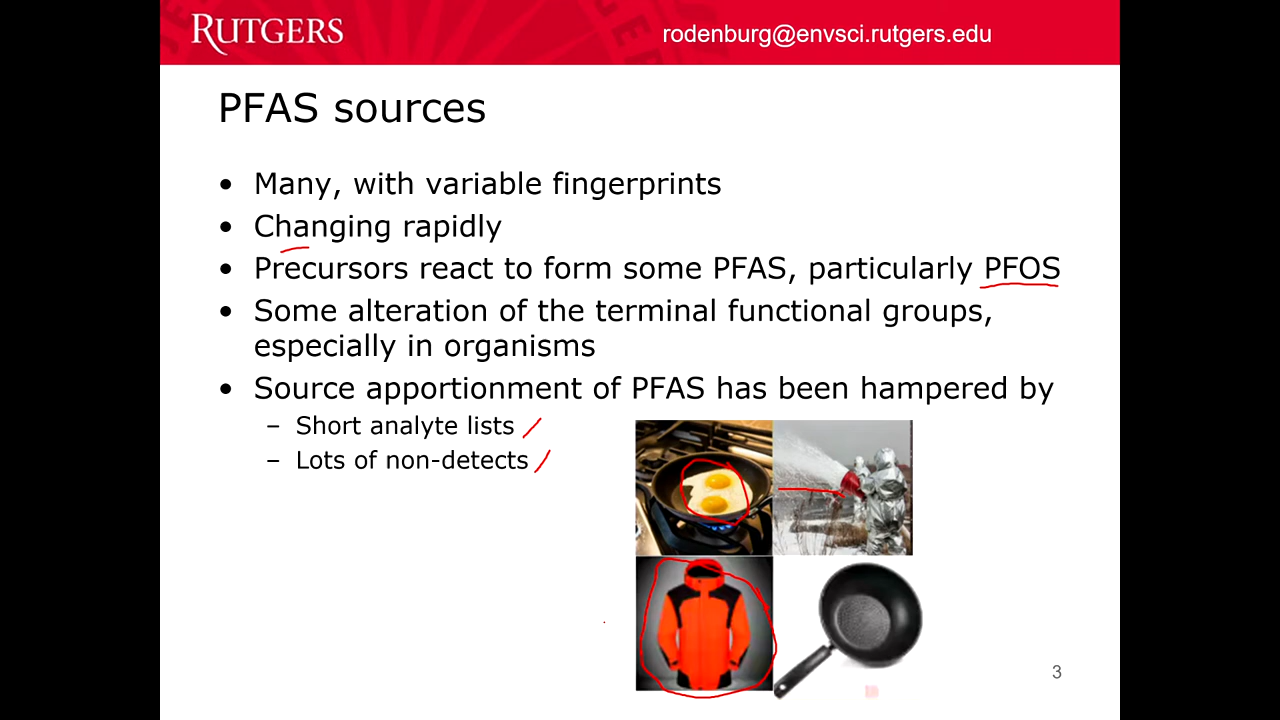 RUTGERS
rodenburg@envsci.rutgers.edu
PFAS sources
• Many, with variable fingerprints
• Changing rapidly
• Precursors react to form some PFAS, particularly PFOS
• Some alteration of the terminal functional groups,
especially in organisms
• Source apportionment of PFAS has been hampered by
– Short analyte lists
– Lots of non-detects
3